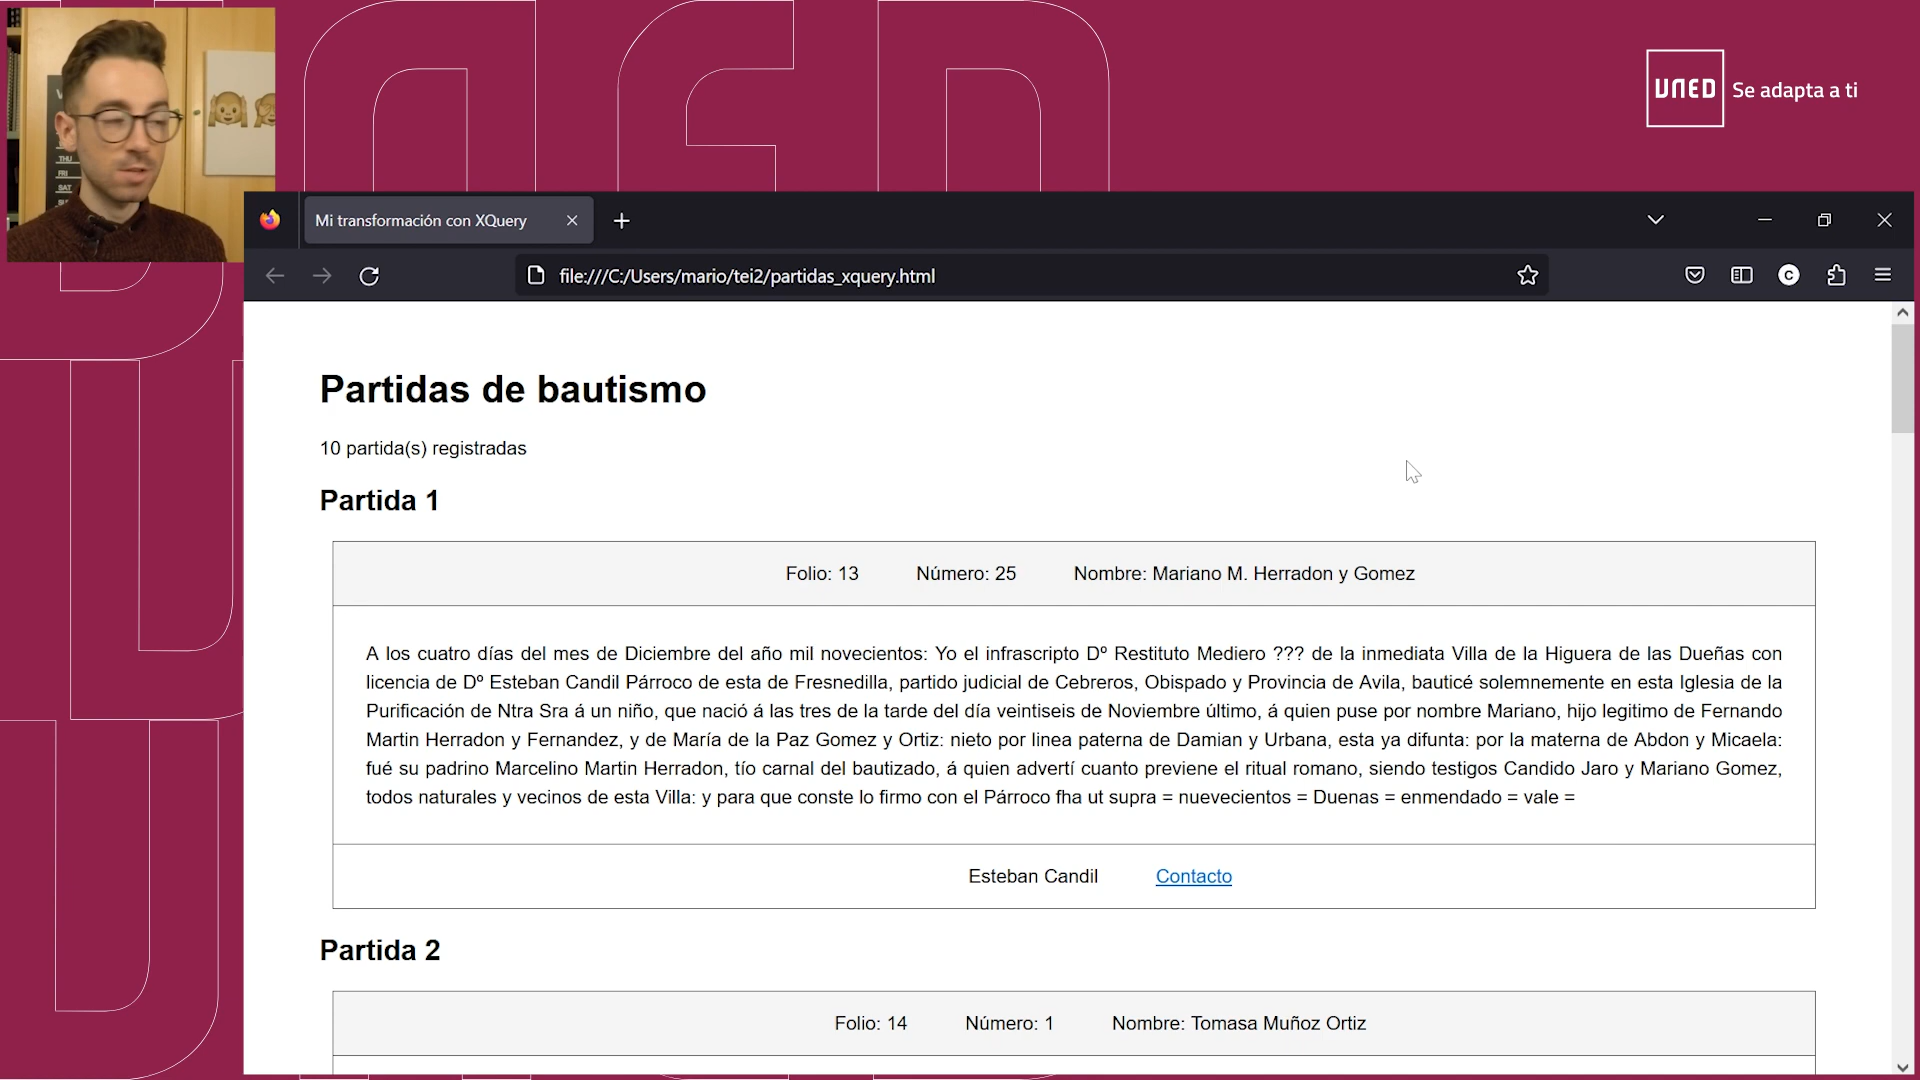 THU
FRI
SAT
UNED Se adapta a ti
Mi transformación con XQuery
file:///C:/Users/mario/tei2/partidas_xquery.html
C
Partidas de bautismo
10 partida(s) registradas
Partida 1
Folio: 13 Número: 25 Nombre: Mariano M. Herradon y Gomez
A los cuatro días del mes de Diciembre del año mil novecientos: Yo el infrascripto Dº Restituto Mediero ??? de la inmediata Villa de la Higuera de las Dueñas con
licencia de Dº Esteban Candil Párroco de esta de Fresnedilla, partido judicial de Cebreros, Obispado y Provincia de Avila, bauticé solemnemente en esta Iglesia de la
Purificación de Ntra Sra á un niño, que nació á las tres de la tarde del día veintiseis de Noviembre último, á quien puse por nombre Mariano, hijo legitimo de Fernando
Martin Herradon y Fernandez, y de María de la Paz Gomez y Ortiz: nieto por linea paterna de Damian y Urbana, esta ya difunta: por la materna de Abdon y Micaela:
fué su padrino Marcelino Martin Herradon, tío carnal del bautizado, á quien advertí cuanto previene el ritual romano, siendo testigos Candido Jaro y Mariano Gomez,
todos naturales y vecinos de esta Villa: y para que conste lo firmo con el Párroco fha ut supra = nuevecientos = Duenas = enmendado = vale =
Esteban Candil Contacto
Partida 2
Folio: 14 Número: 1 Nombre: Tomasa Muñoz Ortiz